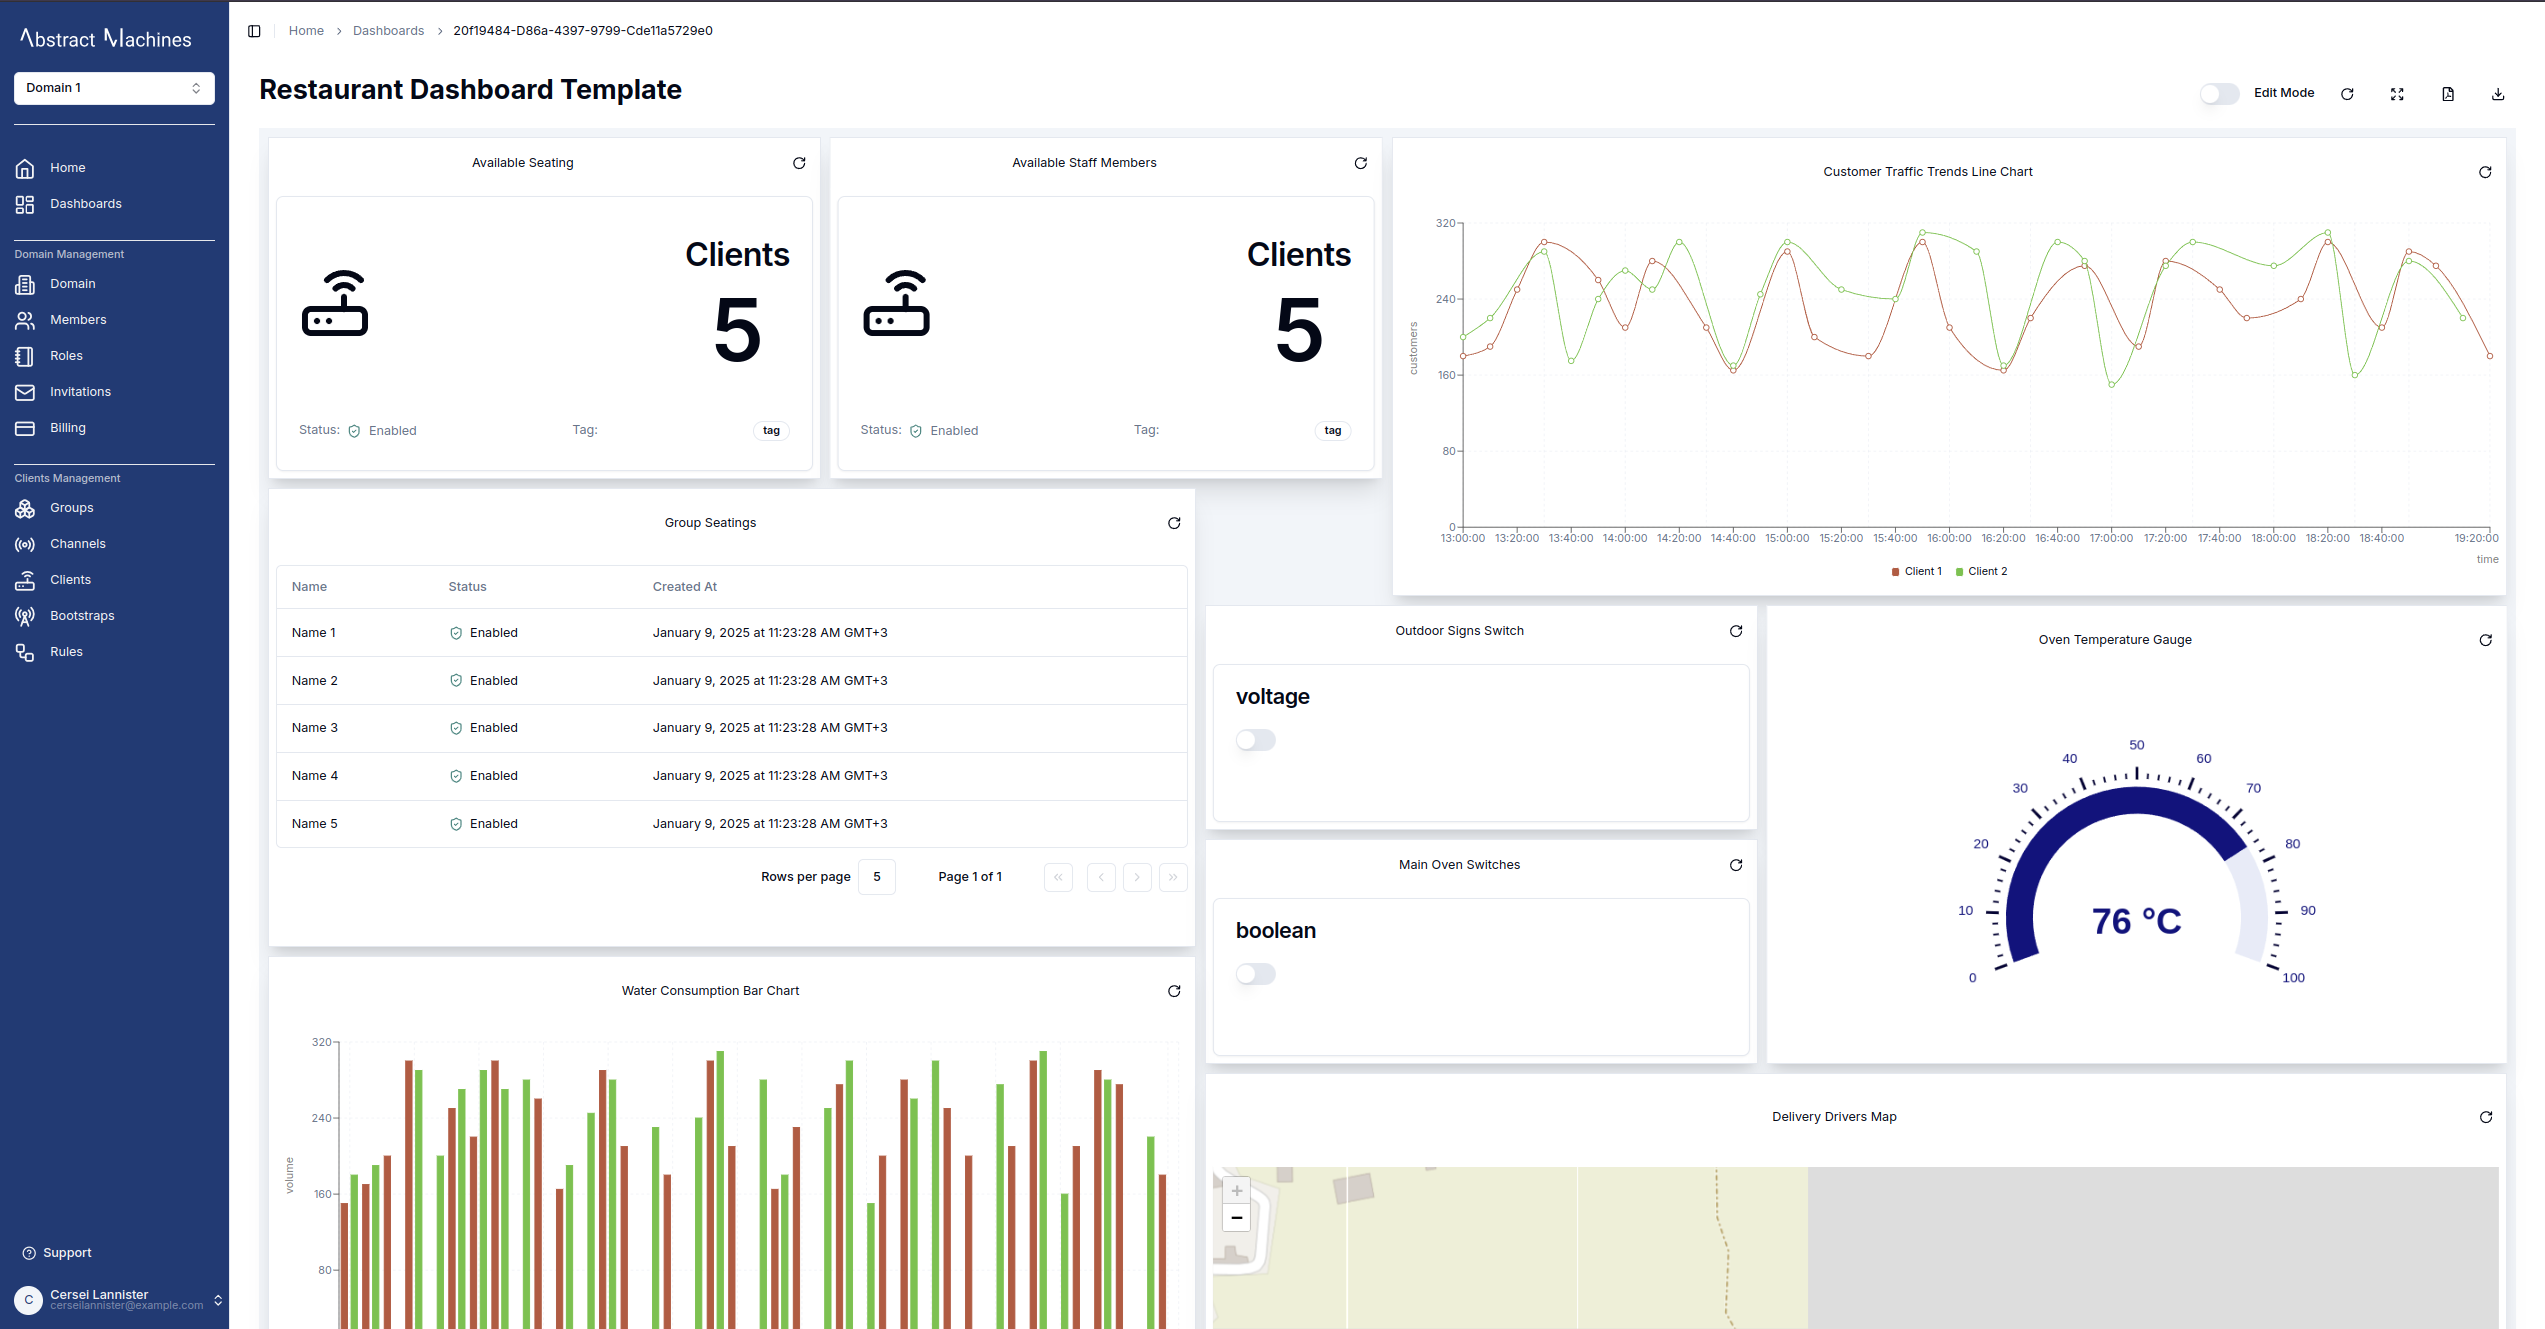 Abstract Machines
Domain 1
Home
Dashboards
Domain Management
Domain
Members
Roles
Invitations
Billing
Clients Management
Groups
Channels
Clients
Bootstraps
Rules
Support
C
Cersei Lannister
cerseilannister@example.com
Home > Dashboards > 20f19484-D86a-4397-9799-Cde11a5729e0
Restaurant Dashboard Template
Edit Mode
Available Seating
Clients
5
Status: Enabled Tag: tag
Available Staff Members
Clients
5
Status: Enabled Tag: tag
Customer Traffic Trends Line Chart
320
240
160
80
0
customers
13:00:00 13:20:00 13:40:00 14:00:00 14:20:00 14:40:00 15:00:00 15:20:00 15:40:00 16:00:00 16:20:00 16:40:00 17:00:00 17:20:00 17:40:00 18:00:00 18:20:00 18:40:00 19:20:00
time
Client 1 Client 2
Group Seatings
Name Status Created At
Name 1 Enabled January 9, 2025 at 11:23:28 AM GMT+3
Name 2 Enabled January 9, 2025 at 11:23:28 AM GMT+3
Name 3 Enabled January 9, 2025 at 11:23:28 AM GMT+3
Name 4 Enabled January 9, 2025 at 11:23:28 AM GMT+3
Name 5 Enabled January 9, 2025 at 11:23:28 AM GMT+3
Rows per page 5 Page 1 of 1
Outdoor Signs Switch
voltage
Main Oven Switches
boolean
Oven Temperature Gauge
0
10
20
30
40
50
60
70
80
90
100
76 °C
Water Consumption Bar Chart
320
240
160
80
volume
Delivery Drivers Map
+
−